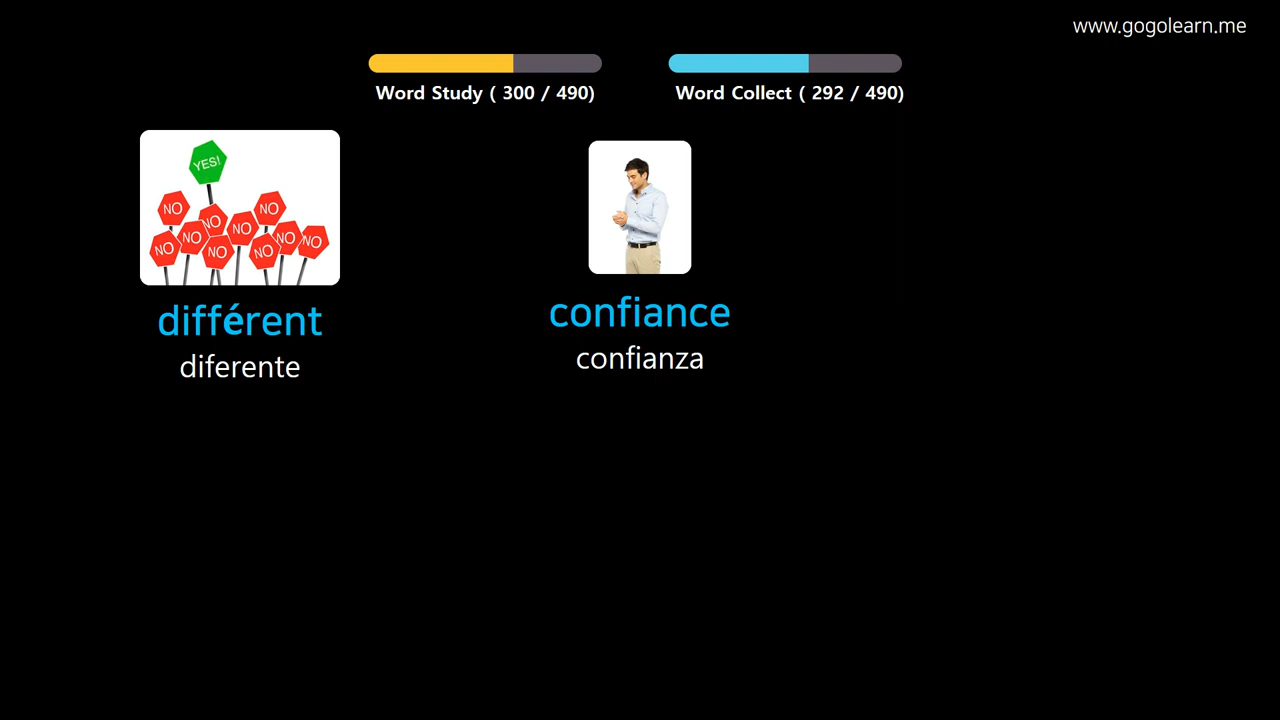 www.gogolearn.me
Word Study ( 300 / 490)
Word Collect ( 292 / 490)
YES!
NO
NO
NO
NO
NO
NO
NO
NO
NO
NO
différent
diferente
confiance
confianza